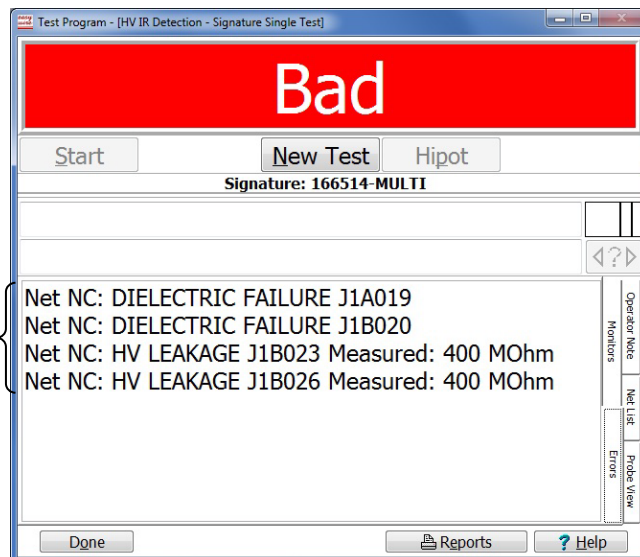 Test Program - [HV IR Detection - Signature Single Test]
Bad
Start New Test Hipot
Signature: 166514-MULTI
Net NC: DIELECTRIC FAILURE J1A019
Net NC: DIELECTRIC FAILURE J1B020
Net NC: HV LEAKAGE J1B023 Measured: 400 MOhm
Net NC: HV LEAKAGE J1B026 Measured: 400 MOhm
Operator Note
Monitors
Net List
Errors
Probe View
Done Reports ? Help